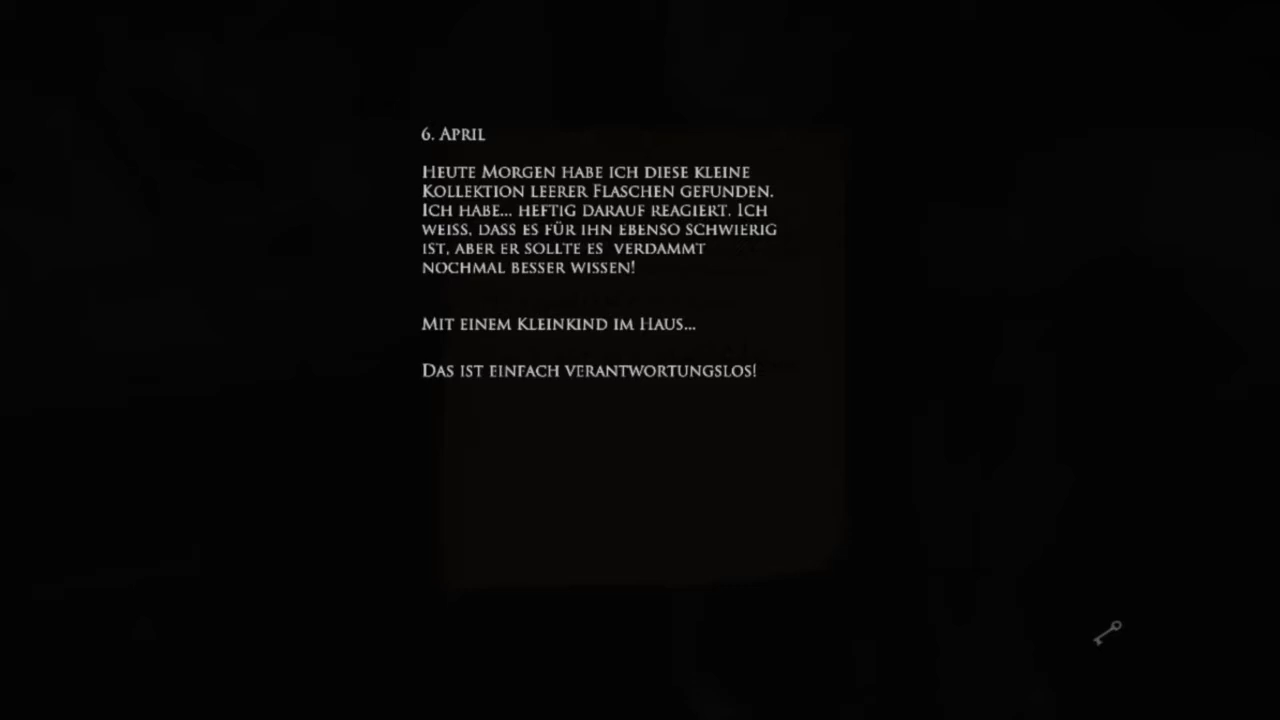 6. April
Heute Morgen habe ich diese kleine
Kollektion leerer Flaschen gefunden.
Ich habe... heftig darauf reagiert. Ich
weiss, dass es für ihn ebenso schwierig
ist, aber er sollte es  verdammt
nochmal besser wissen!
Mit einem Kleinkind im Haus...
Das ist einfach verantwortungslos!